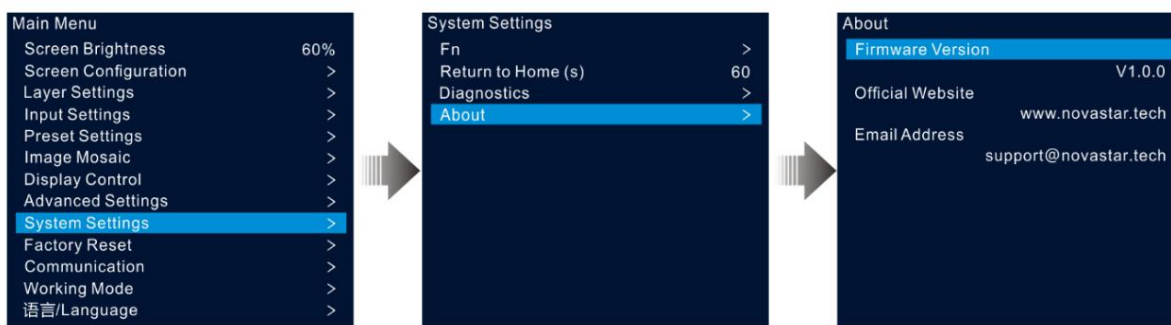 Main Menu
Screen Brightness 60%
Screen Configuration >
Layer Settings >
Input Settings >
Preset Settings >
Image Mosaic >
Display Control >
Advanced Settings >
System Settings >
Factory Reset >
Communication >
Working Mode >
语言/Language >
System Settings
Fn >
Return to Home (s) 60
Diagnostics >
About >
About
Firmware Version
V1.0.0
Official Website
www.novastar.tech
Email Address
support@novastar.tech